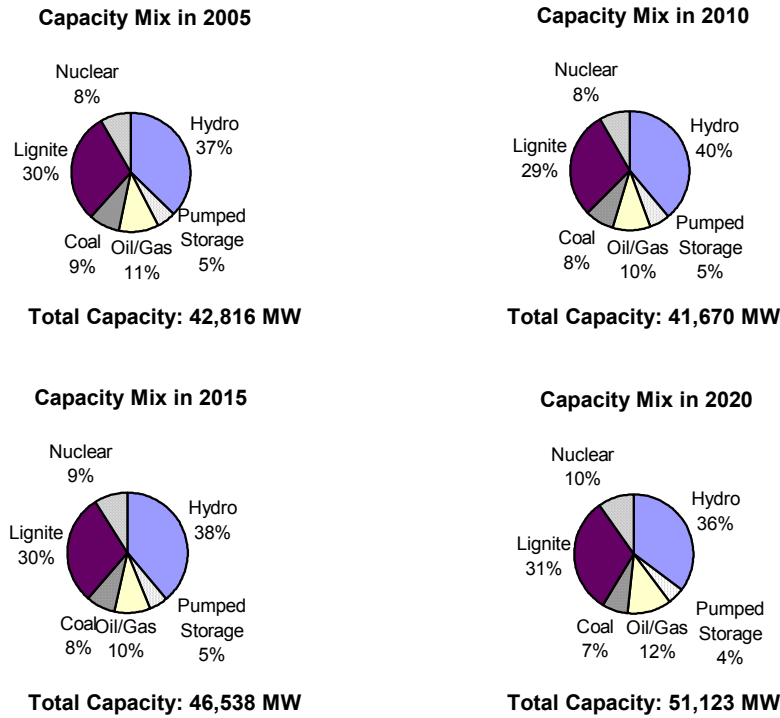 Capacity Mix in 2005
Nuclear
8%
Hydro
37%
Lignite
30%
Pumped
Storage
5%
Coal
9%
Oil/Gas
11%
Total Capacity: 42,816 MW
Capacity Mix in 2010
Nuclear
8%
Hydro
40%
Lignite
29%
Pumped
Storage
5%
Coal
8%
Oil/Gas
10%
Total Capacity: 41,670 MW
Capacity Mix in 2015
Nuclear
9%
Hydro
38%
Lignite
30%
Pumped
Storage
5%
Coal
8%
Oil/Gas
10%
Total Capacity: 46,538 MW
Capacity Mix in 2020
Nuclear
10%
Hydro
36%
Lignite
31%
Pumped
Storage
4%
Coal
7%
Oil/Gas
12%
Total Capacity: 51,123 MW